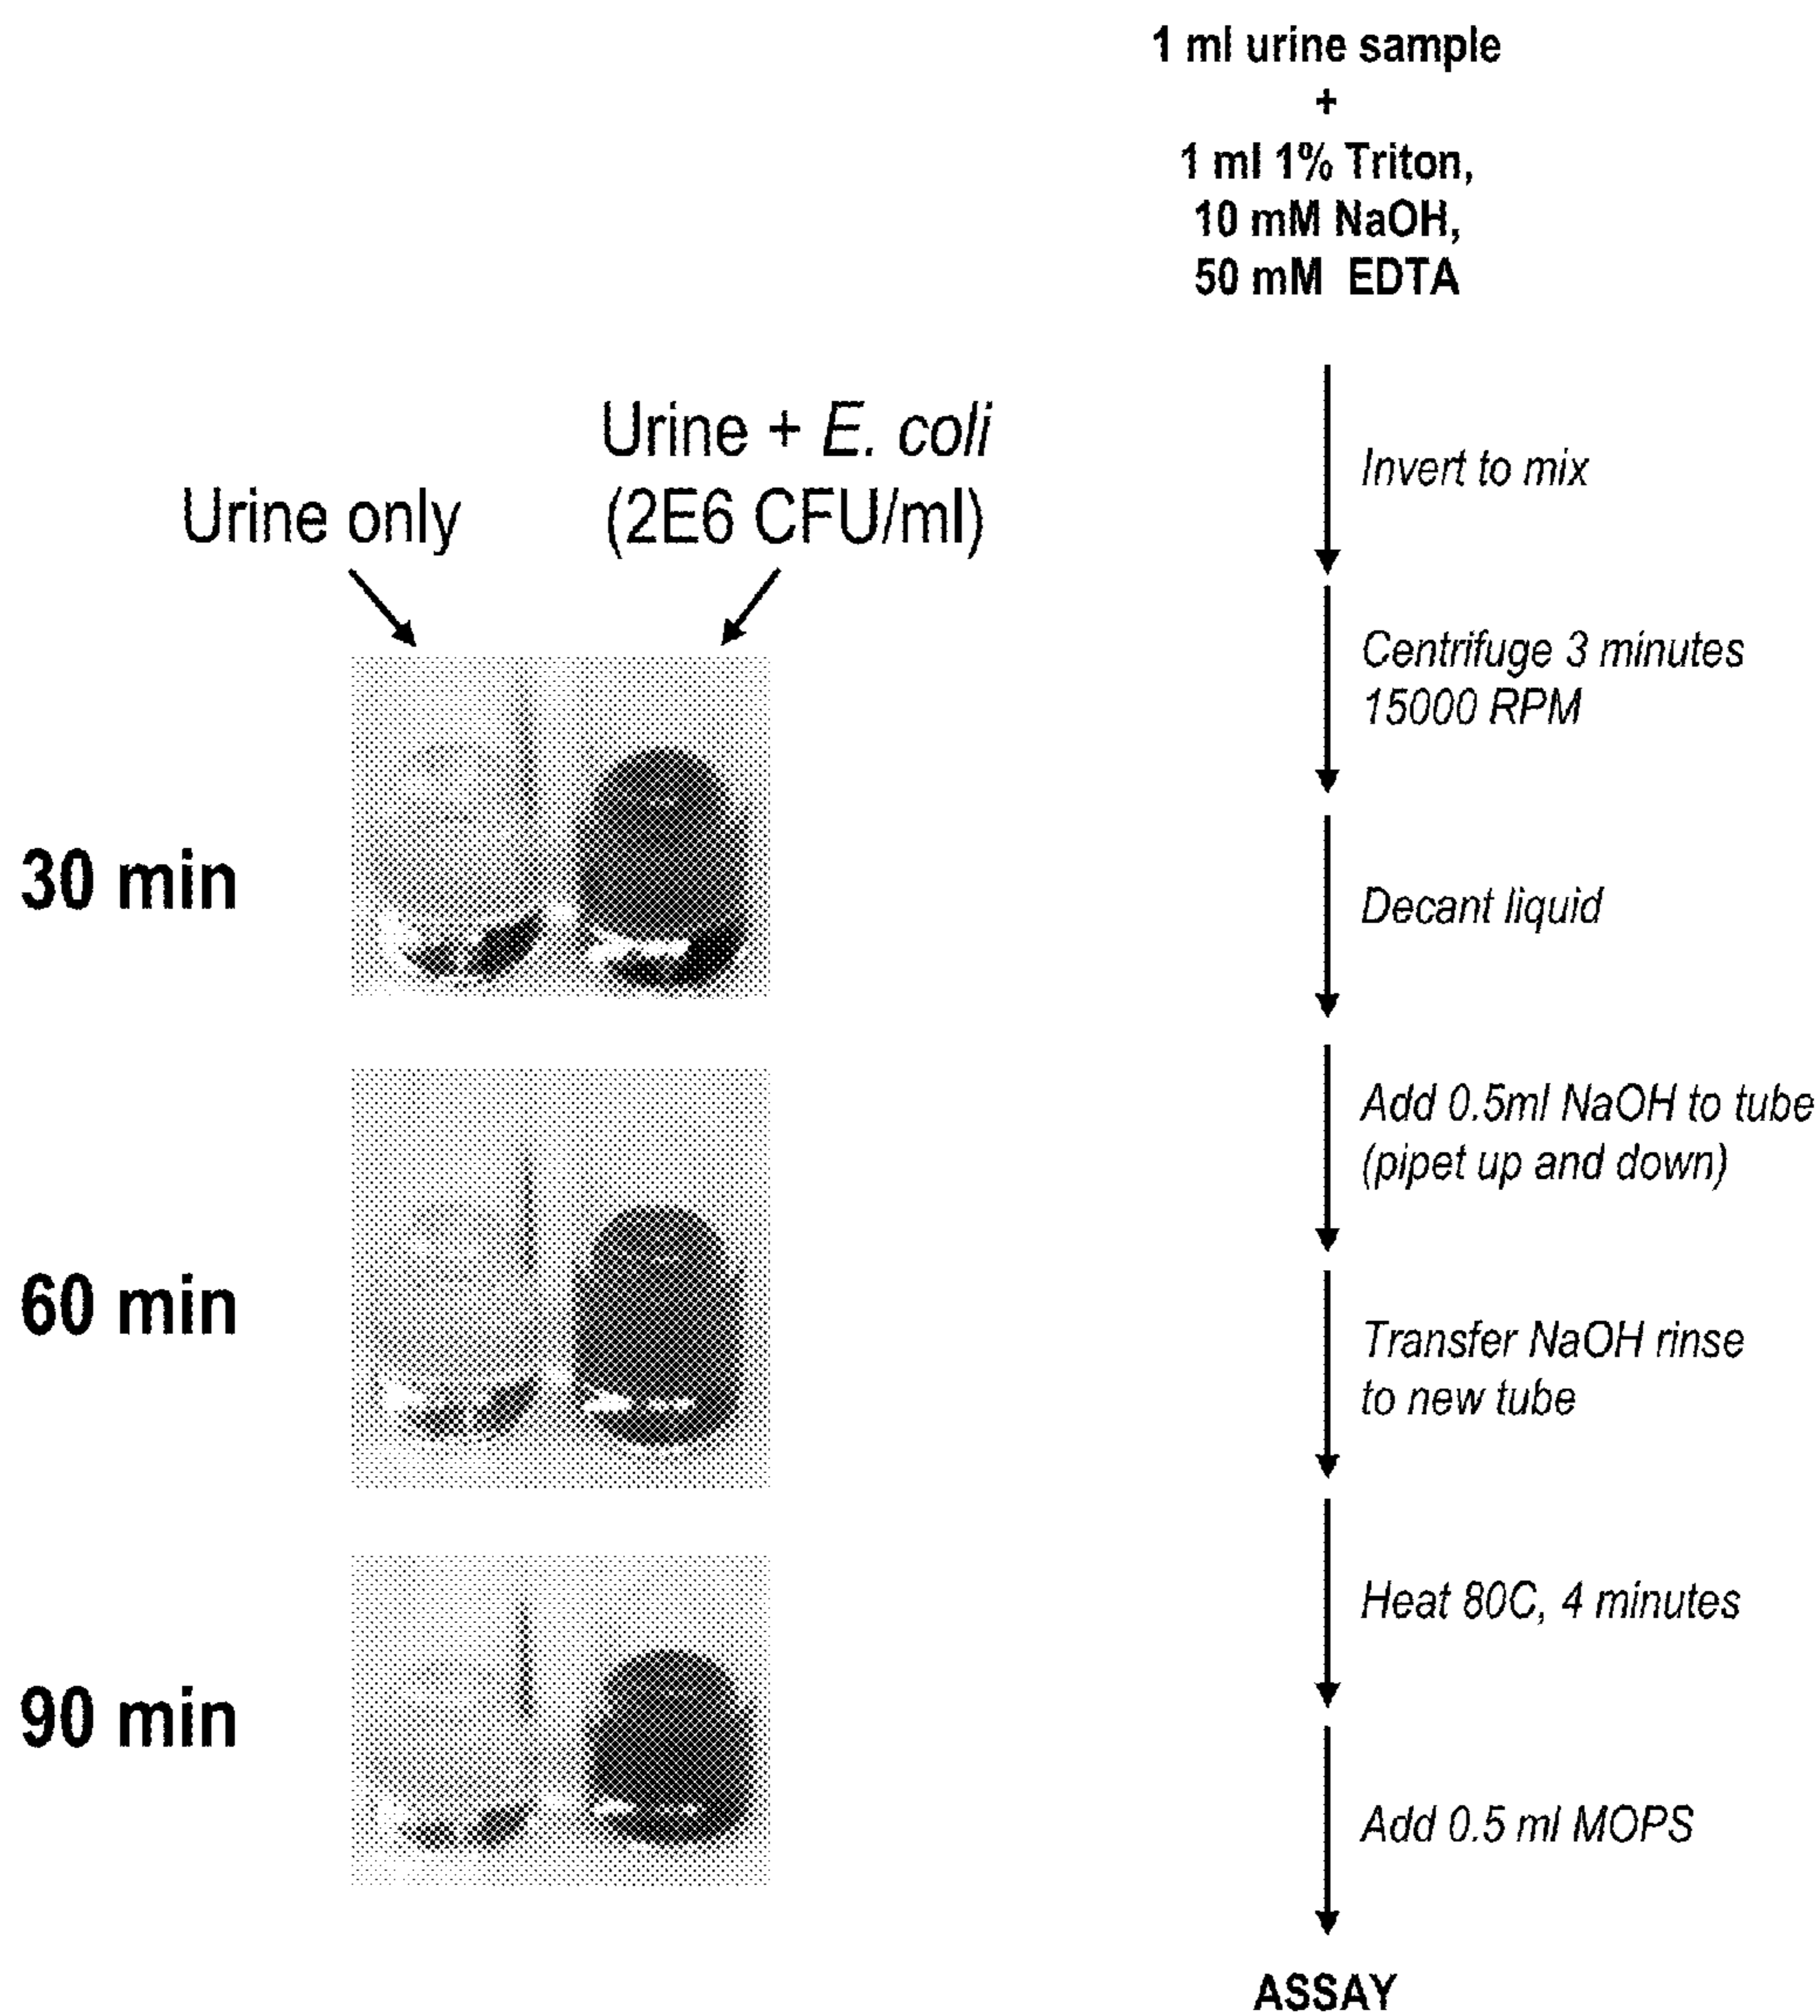 1 ml urine sample
+
1 ml 1% Triton,
10 mM NaOH,
50 mM EDTA
Invert to mix
Centrifuge 3 minutes
15000 RPM
Decant liquid
Add 0.5ml NaOH to tube
(pipet up and down)
Transfer NaOH rinse
to new tube
Heat 80C, 4 minutes
Add 0.5 ml MOPS
ASSAY
Urine only
Urine + E. coli
(2E6 CFU/ml)
30 min
60 min
90 min